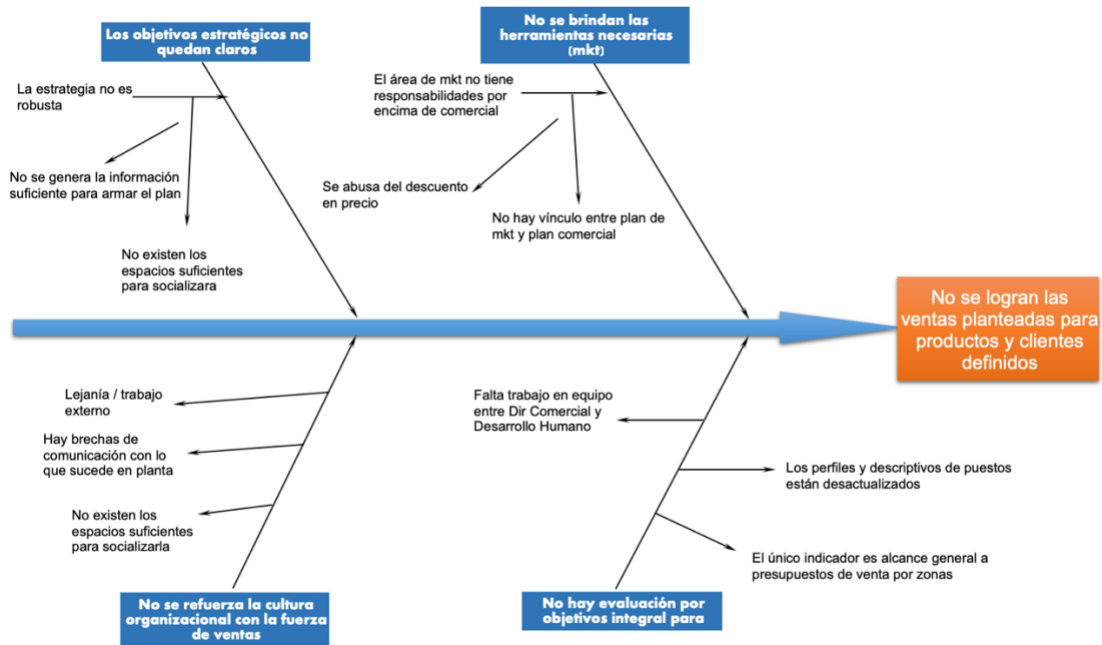 Los objetivos estratégicos no
quedan claros
No se brindan las
herramientas necesarias
(mkt)
La estrategia no es
robusta
No se genera la información
suficiente para armar el plan
No existen los
espacios suficientes
para socializara
El área de mkt no tiene
responsabilidades por
encima de comercial
Se abusa del descuento
en precio
No hay vínculo entre plan de
mkt y plan comercial
No se logran las
ventas planteadas para
productos y clientes
definidos
Lejanía / trabajo
externo
Hay brechas de
comunicación con lo
que sucede en planta
No existen los
espacios suficientes
para socializarla
Falta trabajo en equipo
entre Dir Comercial y
Desarrollo Humano
Los perfiles y descriptivos de puestos
están desactualizados
El único indicador es alcance general a
presupuestos de venta por zonas
No se refuerza la cultura
organizacional con la fuerza
de ventas
No hay evaluación por
objetivos integral para